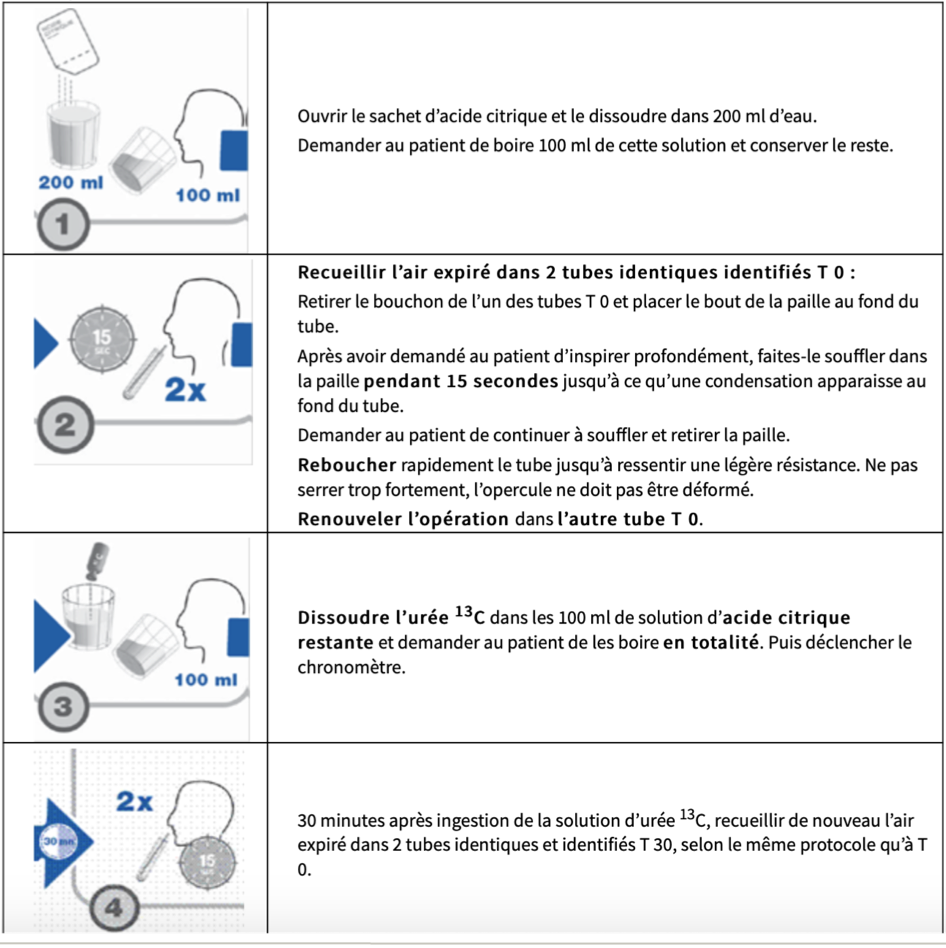 200 ml
100 ml
1
Ouvrir le sachet d’acide citrique et le dissoudre dans 200 ml d’eau.
Demander au patient de boire 100 ml de cette solution et conserver le reste.
15
SEC
2x
2
Recueillir l’air expiré dans 2 tubes identiques identifiés T 0 :
Retirer le bouchon de l’un des tubes T 0 et placer le bout de la paille au fond du
tube.
Après avoir demandé au patient d’inspirer profondément, faites-le souffler dans
la paille pendant 15 secondes jusqu’à ce qu’une condensation apparaisse au
fond du tube.
Demander au patient de continuer à souffler et retirer la paille.
Reboucher rapidement le tube jusqu’à ressentir une légère résistance. Ne pas
serrer trop fortement, l’opercule ne doit pas être déformé.
Renouveler l’opération dans l’autre tube T 0.
100 ml
3
Dissoudre l’urée ¹³C dans les 100 ml de solution d’acide citrique
restante et demander au patient de les boire en totalité. Puis déclencher le
chronomètre.
2x
30 mn
15
SEC
4
30 minutes après ingestion de la solution d’urée ¹³C, recueillir de nouveau l’air
expiré dans 2 tubes identiques et identifiés T 30, selon le même protocole qu’à T
0.